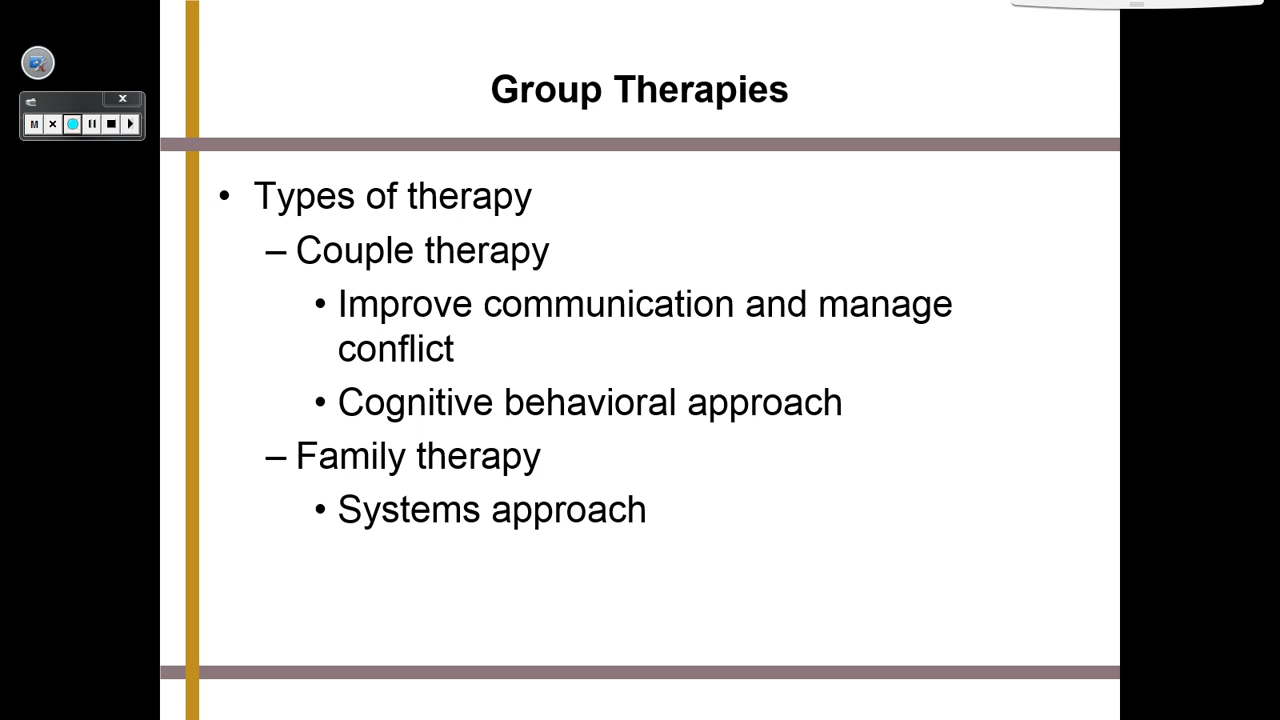 Group Therapies
M
• Types of therapy
– Couple therapy
• Improve communication and manage
conflict
• Cognitive behavioral approach
– Family therapy
• Systems approach